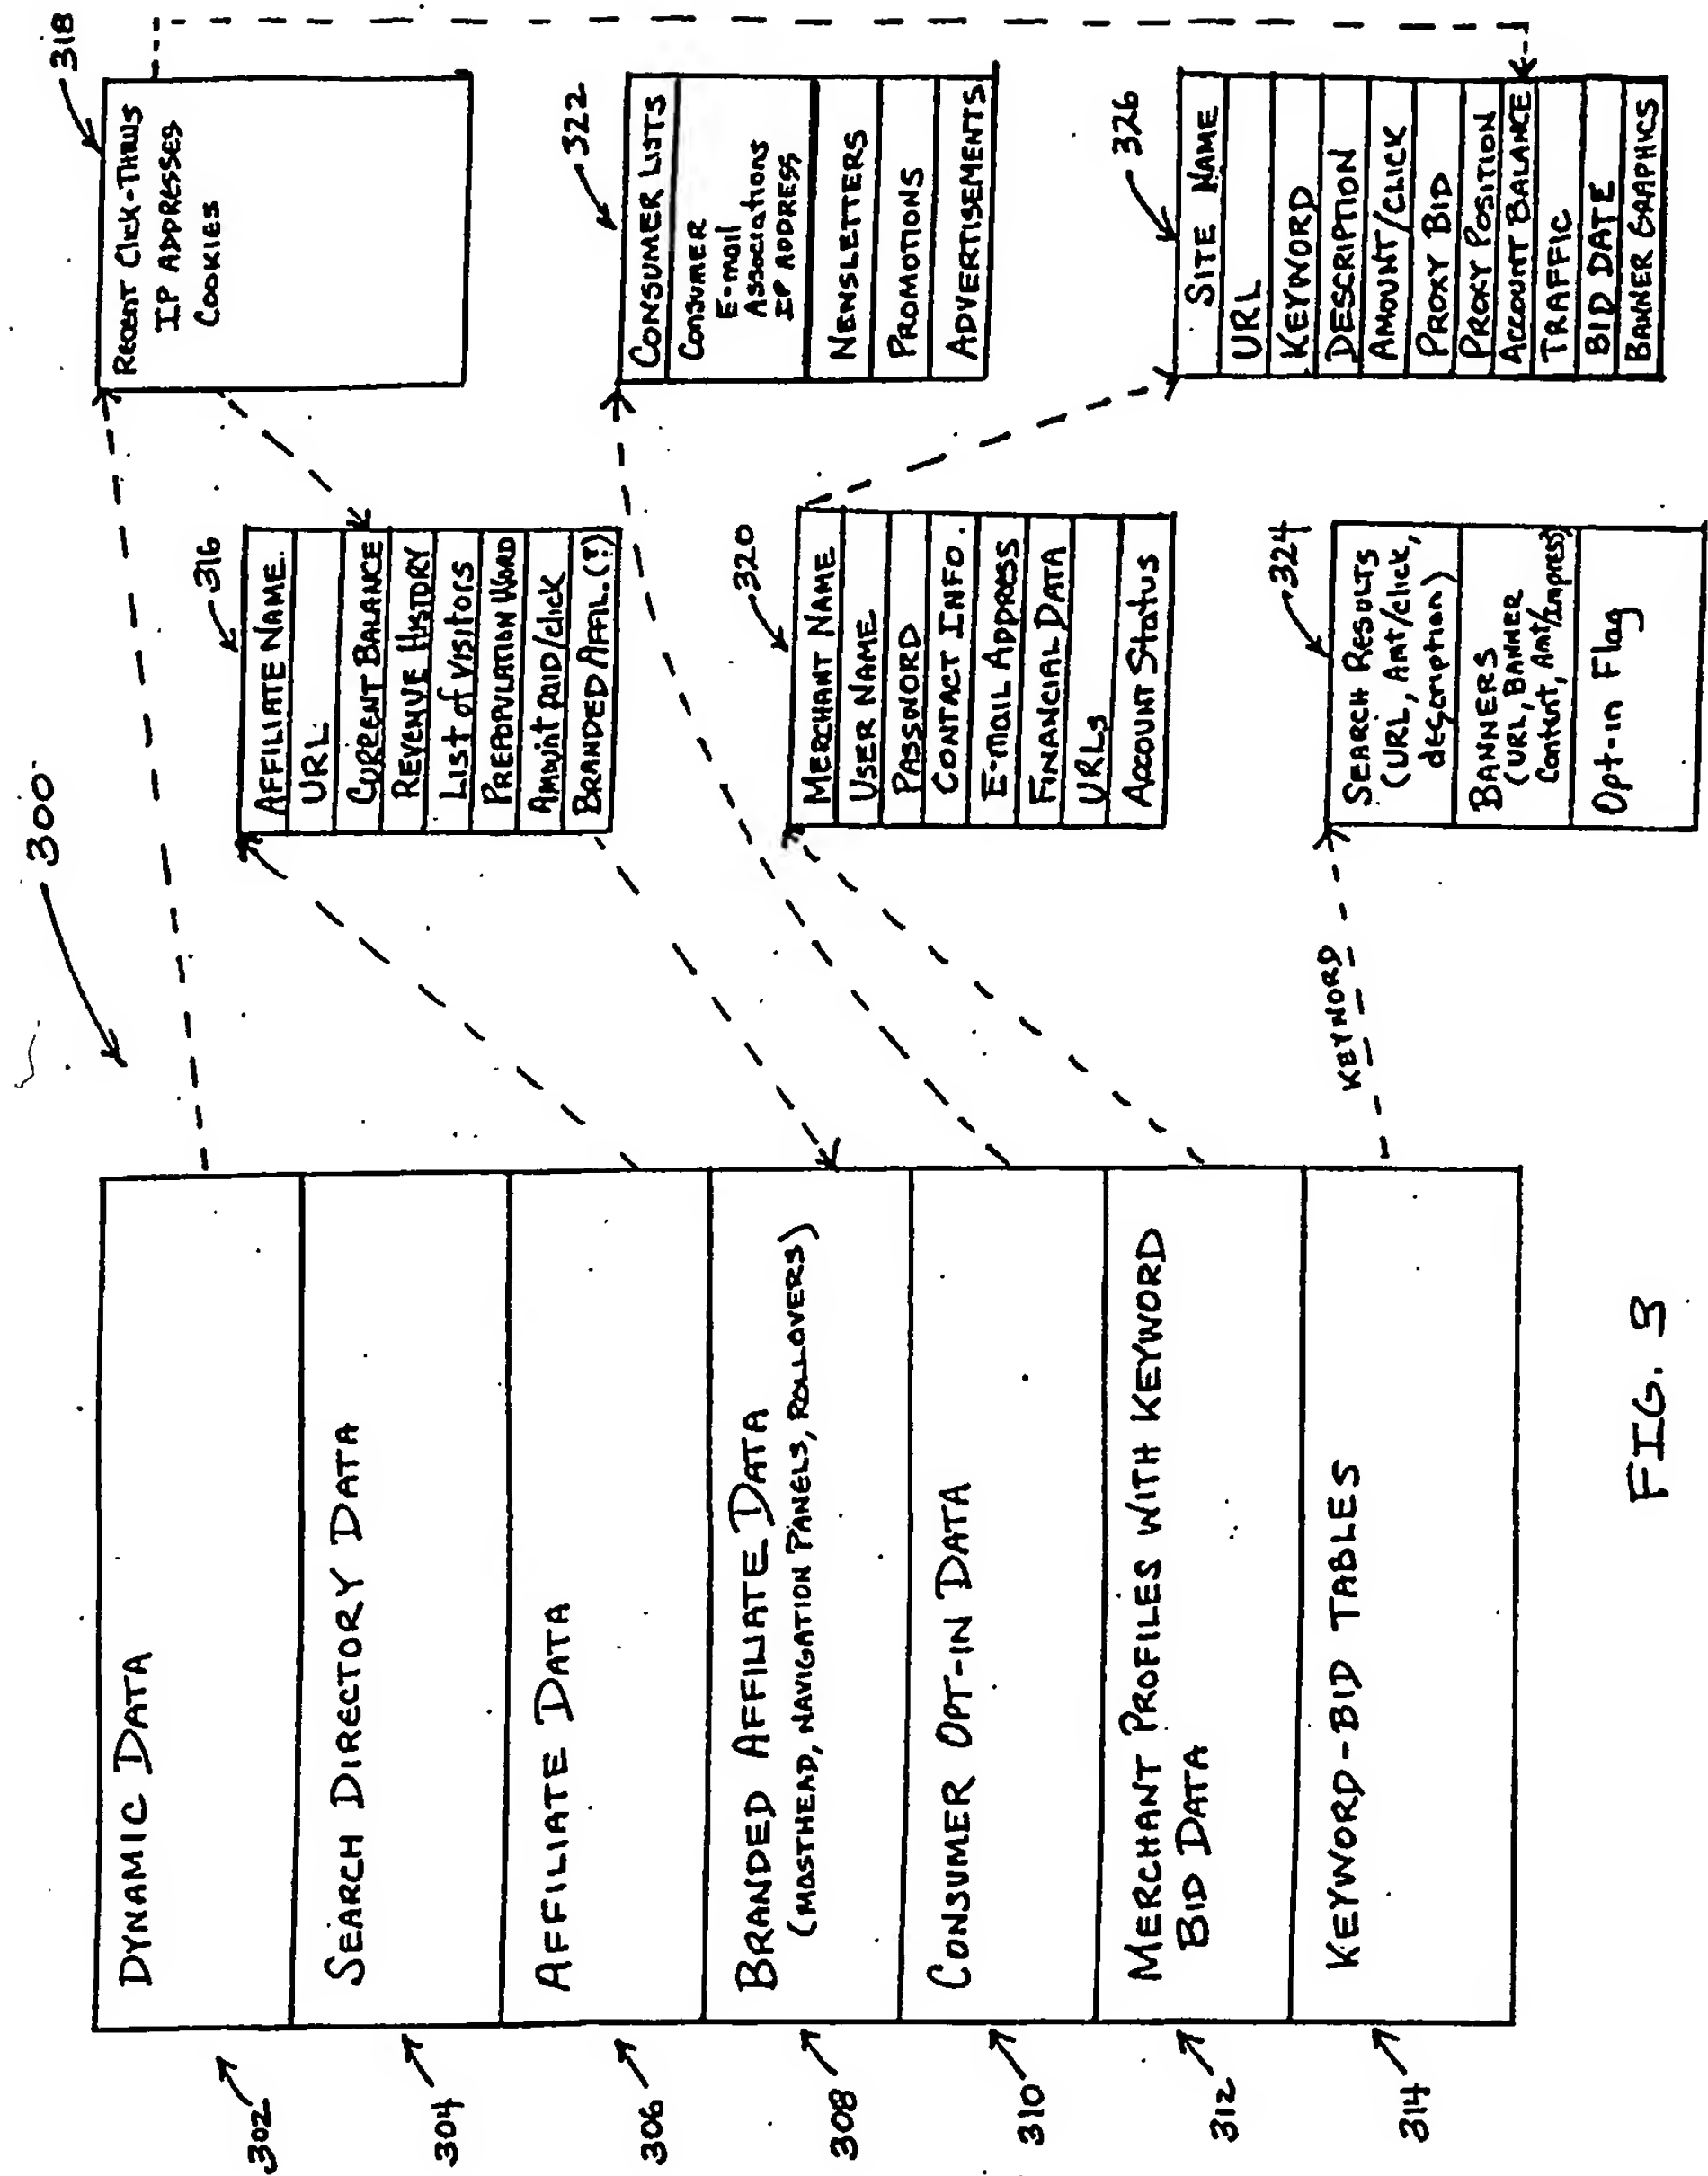 300
302
DYNAMIC DATA
304
SEARCH DIRECTORY DATA
306
AFFILIATE DATA
308
BRANDED AFFILIATE DATA
(MASTHEAD, NAVIGATION PANELS, ROLLOVERS)
310
CONSUMER OPT-IN DATA
312
MERCHANT PROFILES WITH KEYWORD
BID DATA
314
KEYWORD-BID TABLES
KEYWORD
316
AFFILIATE NAME
URL
CURRENT BALANCE
REVENUE HISTORY
List of Visitors
PREPOPULATION WORD
Amount PAID/click
BRANDED AFFIL.(?)
320
MERCHANT NAME
USER NAME
PASSWORD
CONTACT INFO.
E-mail ADDRESS
FINANCIAL DATA
URLs
Account Status
324
SEARCH RESULTS
(URL, Amt/click,
description)
BANNERS
(URL, BANNER
Content, Amt/Impress)
Opt-in Flag
318
Recent Click-THRUS
IP ADDRESSES
COOKIES
322
CONSUMER LISTS
Consumer
E-mail
Associations
IP ADDRESS
NEWSLETTERS
PROMOTIONS
ADVERTISEMENTS
326
SITE NAME
URL
KEYWORD
DESCRIPTION
AMOUNT/CLICK
PROXY BID
PROXY POSITION
ACCOUNT BALANCE
TRAFFIC
BID DATE
BANNER GRAPHICS
FIG. 3